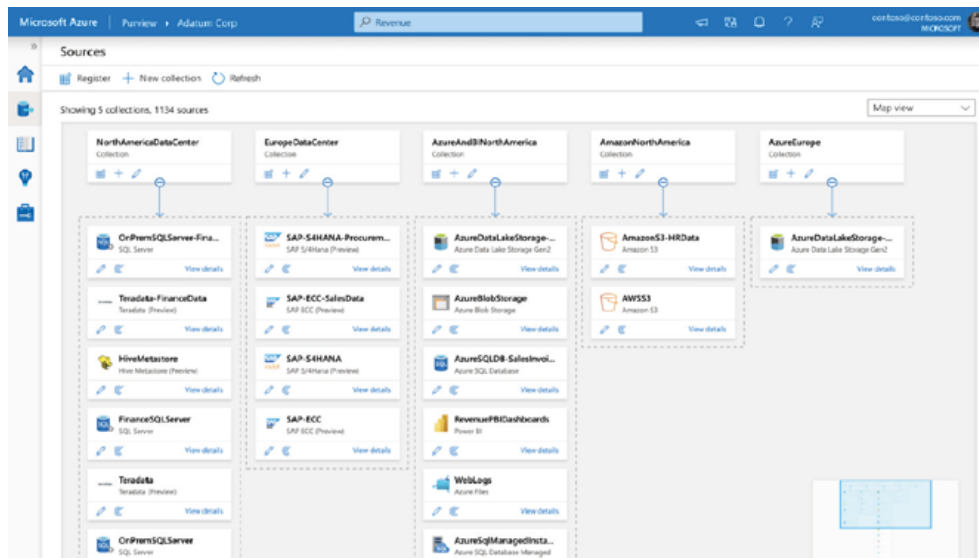 Microsoft Azure
Purview
Adatum Corp
Revenue
contoso@contoso.com
MICROSOFT
Sources
Register
New collection
Refresh
Showing 5 collections, 1134 sources
Map view
NorthAmericaDataCenter
Collection
EuropeDataCenter
Collection
AzureAndBINorthAmerica
Collection
AmazonNorthAmerica
Collection
AzureEurope
Collection
OnPremSQLServer-Fina...
SQL Server
View details
SAP-S4HANA-Procurem...
SAP S/4Hana (Preview)
View details
AzureDataLakeStorage-...
Azure Data Lake Storage Gen2
View details
AmazonS3-HRData
Amazon S3
View details
AzureDataLakeStorage-...
Azure Data Lake Storage Gen2
View details
Teradata-FinanceData
Teradata (Preview)
View details
SAP-ECC-SalesData
SAP ECC (Preview)
View details
AzureBlobStorage
Azure Blob Storage
View details
AWSS3
Amazon S3
View details
HiveMetastore
Hive Metastore (Preview)
View details
SAP-S4HANA
SAP S/4Hana (Preview)
View details
AzureSQLDB-SalesInvoi...
Azure SQL Database
View details
FinanceSQLServer
SQL Server
View details
SAP-ECC
SAP ECC (Preview)
View details
RevenuePBIDashboards
Power BI
View details
Teradata
Teradata (Preview)
View details
WebLogs
Azure Files
View details
OnPremSQLServer
SQL Server
AzureSqlManagedInsta...
Azure SQL Database Managed